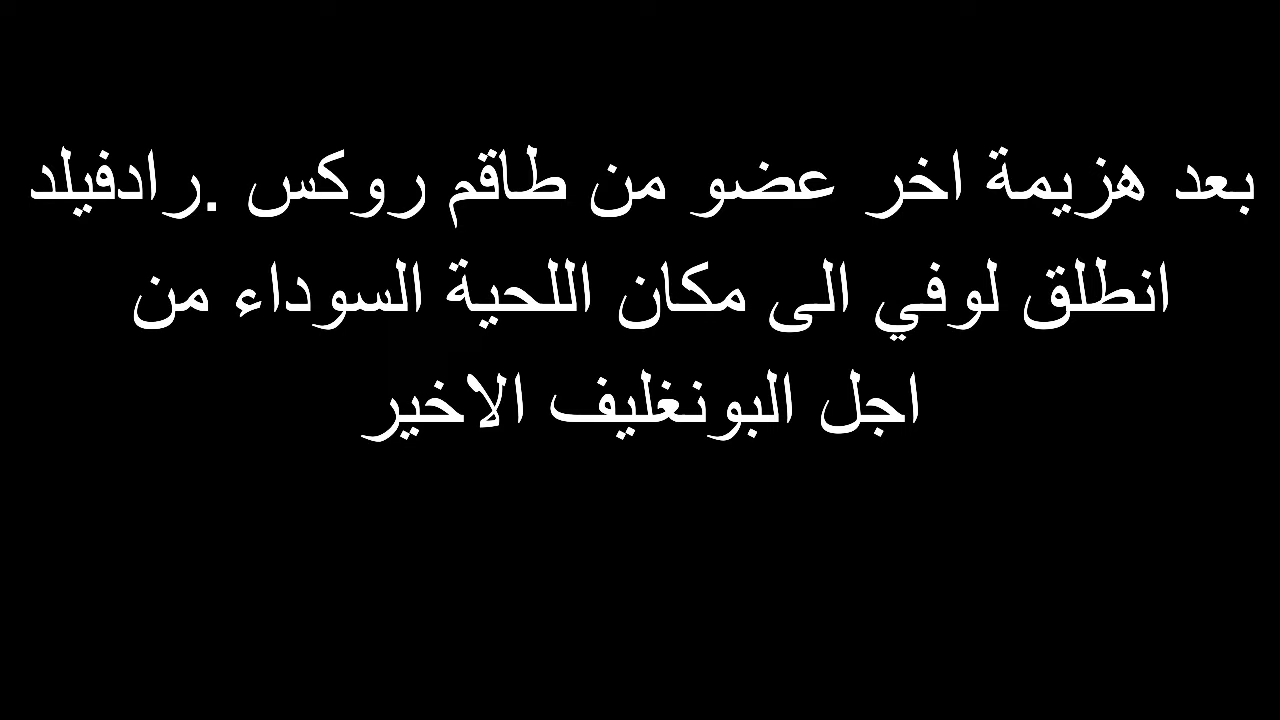 بعد هزيمة اخر عضو من طاقم روكس .رادفيلد
انطلق لوفي الى مكان اللحية السوداء من
اجل البونغليف الاخير